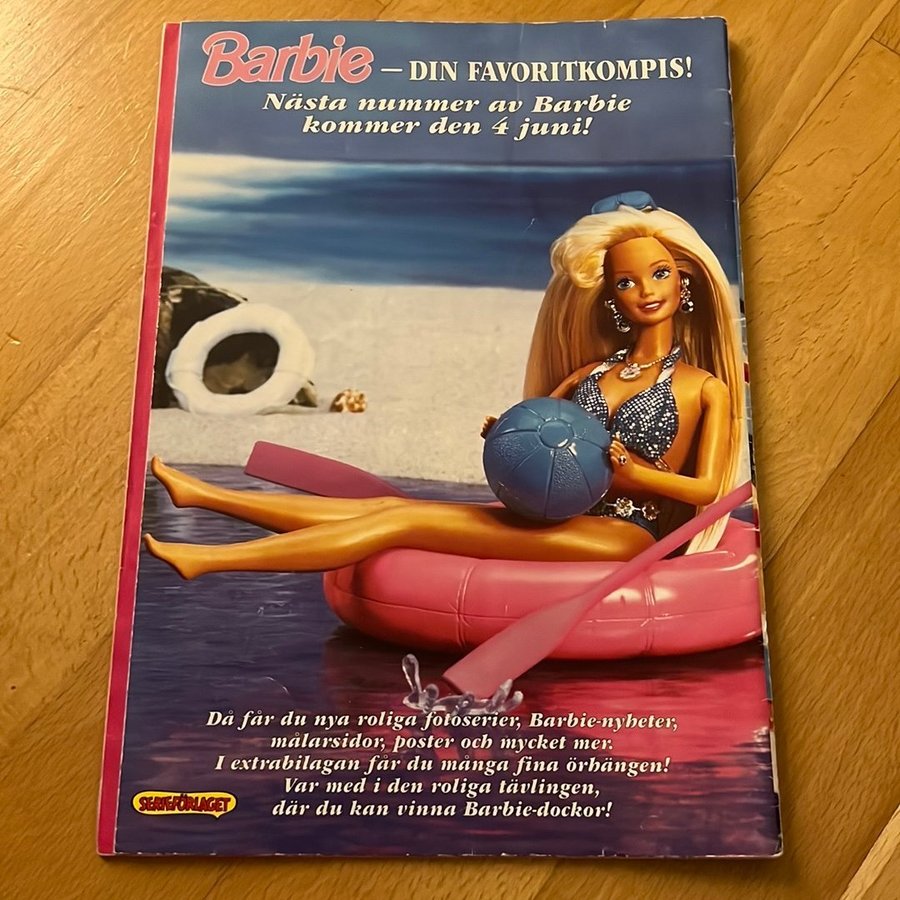 Barbie – DIN FAVORITKOMPIS!
Nästa nummer av Barbie
kommer den 4 juni!
Då får du nya roliga fotoserier, Barbie-nyheter,
målarsidor, poster och mycket mer.
I extrabilagan får du många fina örhängen!
Var med i den roliga tävlingen,
där du kan vinna Barbie-dockor!
SERIEFÖRLAGET